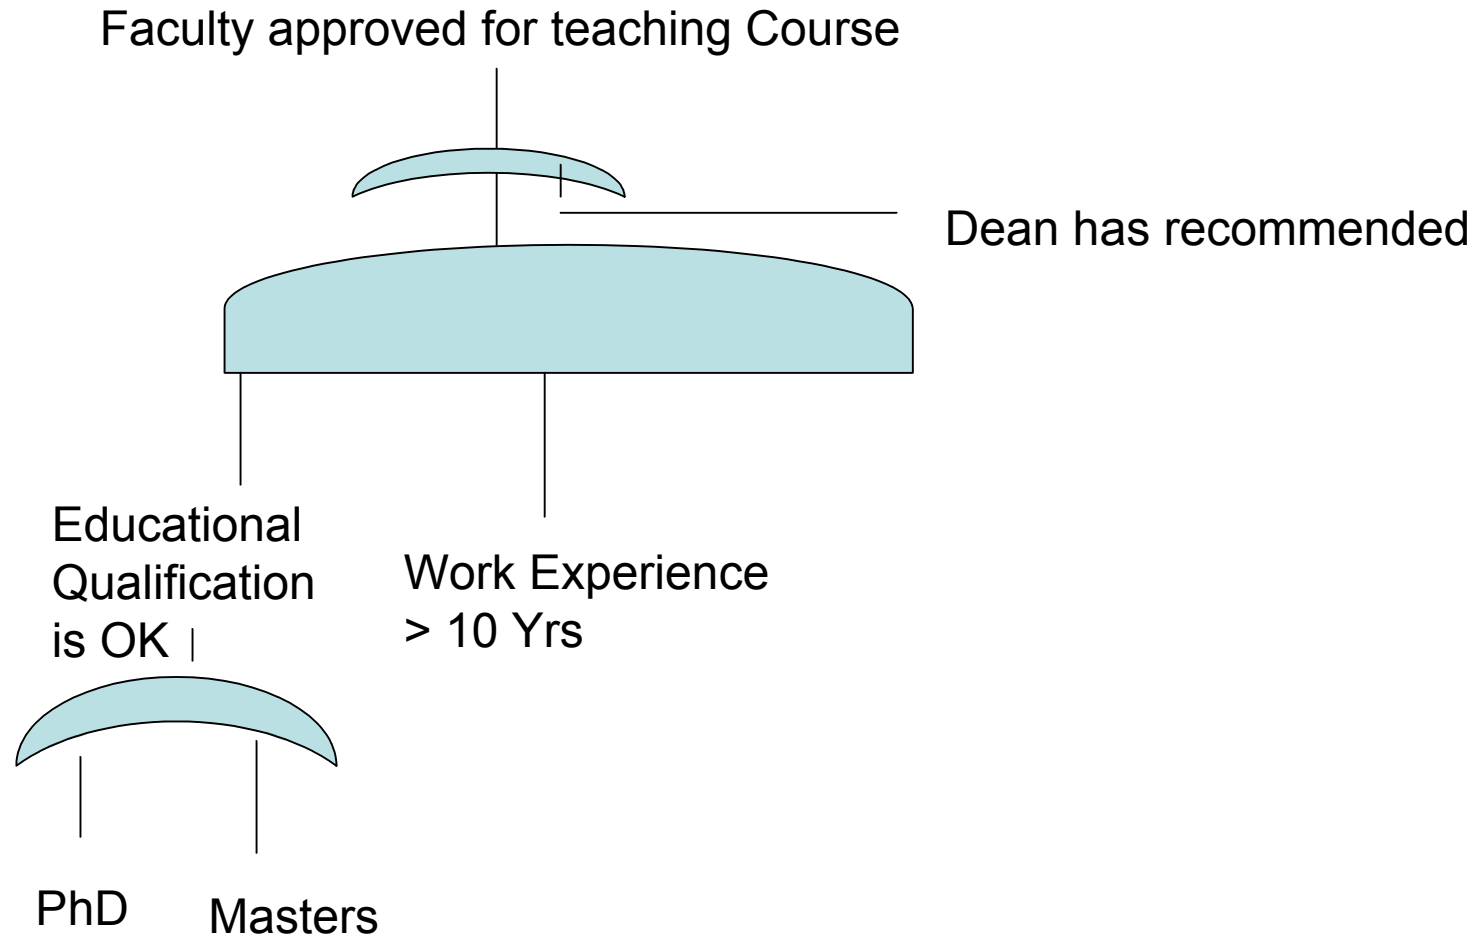 Faculty approved for teaching Course
Dean has recommended
Educational
Qualification
is OK
Work Experience
> 10 Yrs
PhD
Masters